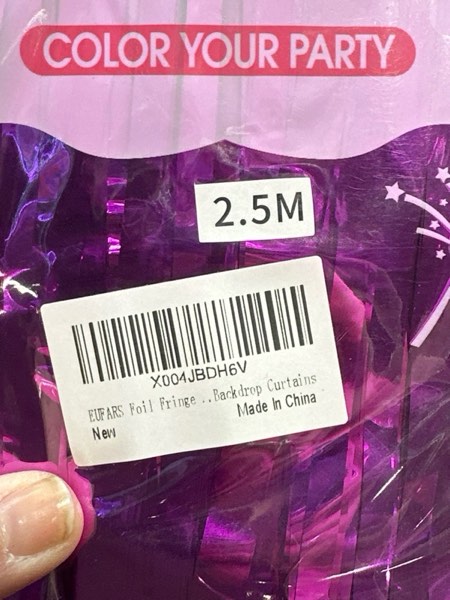 COLOR YOUR PARTY
2.5M
X004JBDH6V
EUFARS Foil Fringe ..Backdrop Curtains
New
Made In China